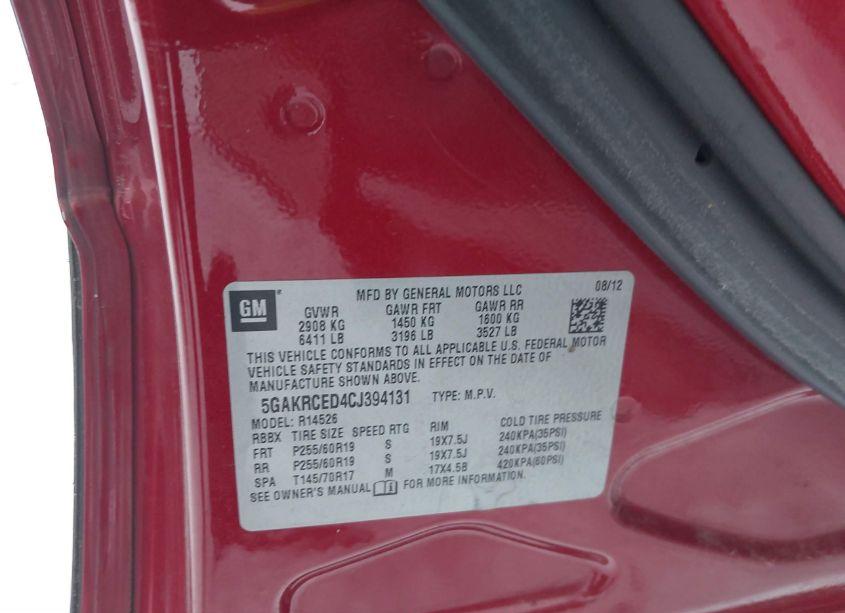 GM
MFD BY GENERAL MOTORS LLC 08/12
GVWR GAWR FRT GAWR RR
2908 KG 1450 KG 1600 KG
6411 LB 3196 LB 3527 LB
THIS VEHICLE CONFORMS TO ALL APPLICABLE U.S. FEDERAL MOTOR
VEHICLE SAFETY STANDARDS IN EFFECT ON THE DATE OF
MANUFACTURE SHOWN ABOVE.
5GAKRCED4CJ394131 TYPE: M.P.V.
MODEL: R14526
RBBX TIRE SIZE SPEED RTG RIM COLD TIRE PRESSURE
FRT P255/60R19 S 19X7.5J 240KPA(35PSI)
RR P255/60R19 S 19X7.5J 240KPA(35PSI)
SPA T145/70R17 M 17X4.5B 420KPA(60PSI)
SEE OWNER'S MANUAL FOR MORE INFORMATION.